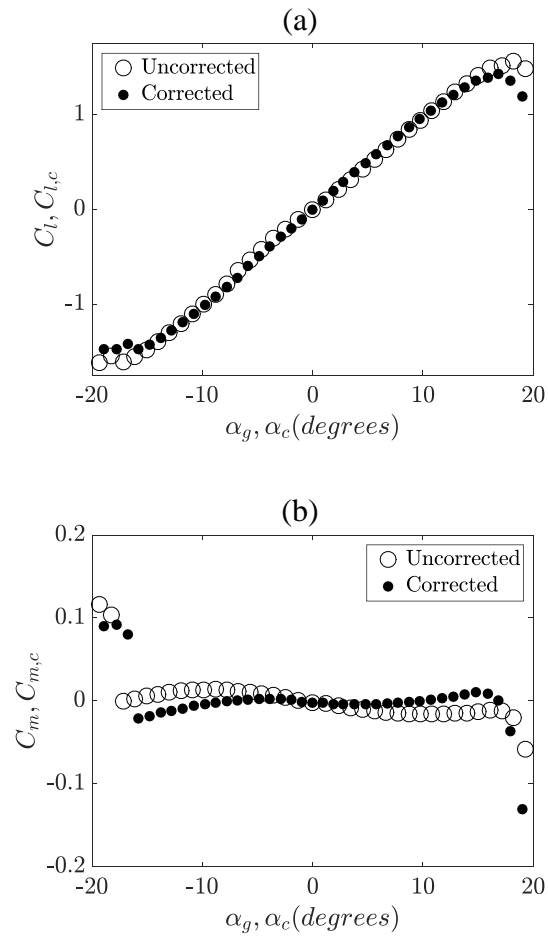 (a)
Uncorrected
Corrected
1
0
-1
C_l, C_{l,c}
-20 -10 0 10 20
α_g, α_c(degrees)
(b)
0.2
Uncorrected
Corrected
0.1
0
-0.1
-0.2
C_m, C_{m,c}
-20 -10 0 10 20
α_g, α_c(degrees)